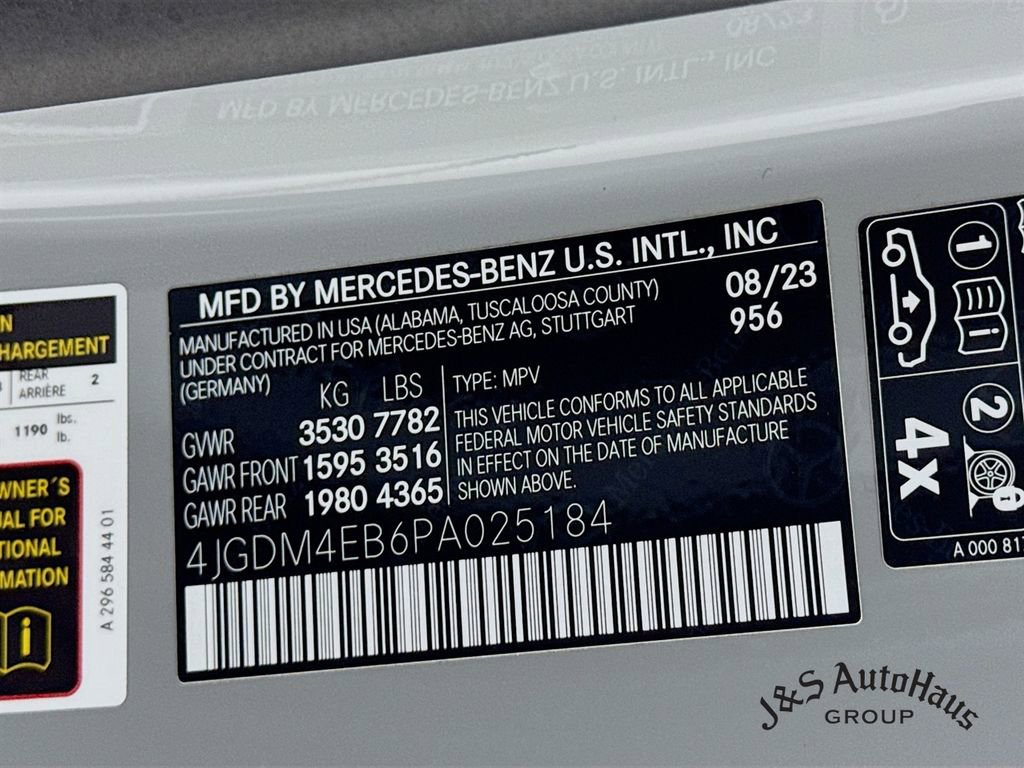 08/23
MFD BY MERCEDES-BENZ U.S. INTL., INC
MFD BY MERCEDES-BENZ U.S. INTL., INC
MANUFACTURED IN USA (ALABAMA, TUSCALOOSA COUNTY)
UNDER CONTRACT FOR MERCEDES-BENZ AG, STUTTGART
(GERMANY)
08/23
956
KG LBS
GVWR 3530 7782
GAWR FRONT 1595 3516
GAWR REAR 1980 4365
TYPE: MPV
THIS VEHICLE CONFORMS TO ALL APPLICABLE
FEDERAL MOTOR VEHICLE SAFETY STANDARDS
IN EFFECT ON THE DATE OF MANUFACTURE
SHOWN ABOVE.
4JGDM4EB6PA025184
N
HARGEMENT
REAR
ARRIÈRE 2
1190 lbs.
lb.
WNER´S
UAL FOR
TIONAL
MATION
i
A 296 584 44 01
1
i
2
4x
A 000 817
J&S AutoHaus
GROUP